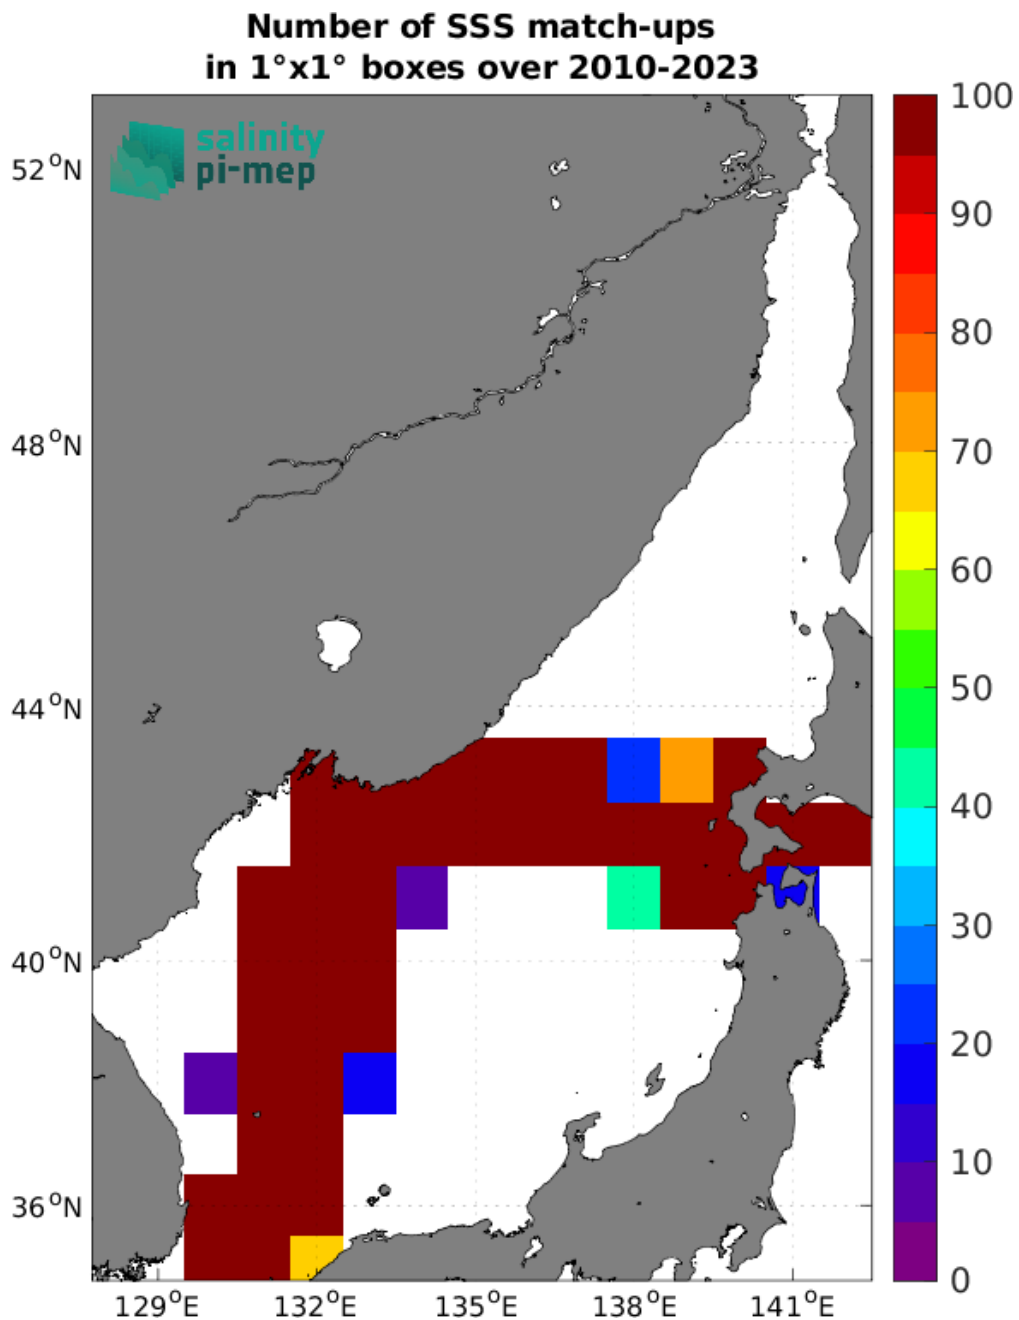 Number of SSS match-ups
in 1°x1° boxes over 2010-2023
salinity
pi-mep
52°N
48°N
44°N
40°N
36°N
129°E
132°E
135°E
138°E
141°E
100
90
80
70
60
50
40
30
20
10
0